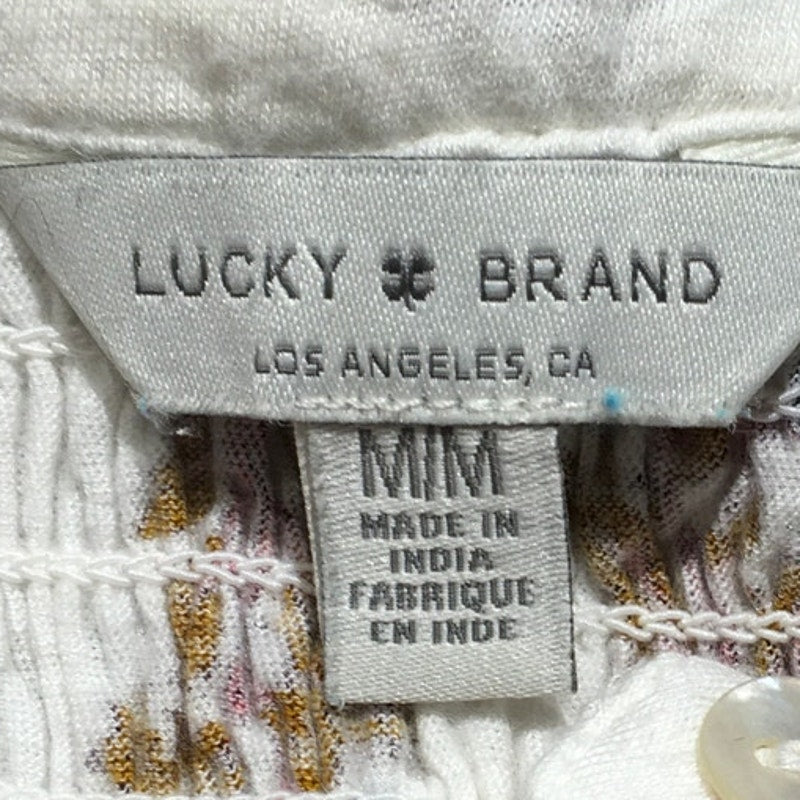 LUCKY BRAND
LOS ANGELES, CA
M/M
MADE IN
INDIA
FABRIQUE
EN INDE